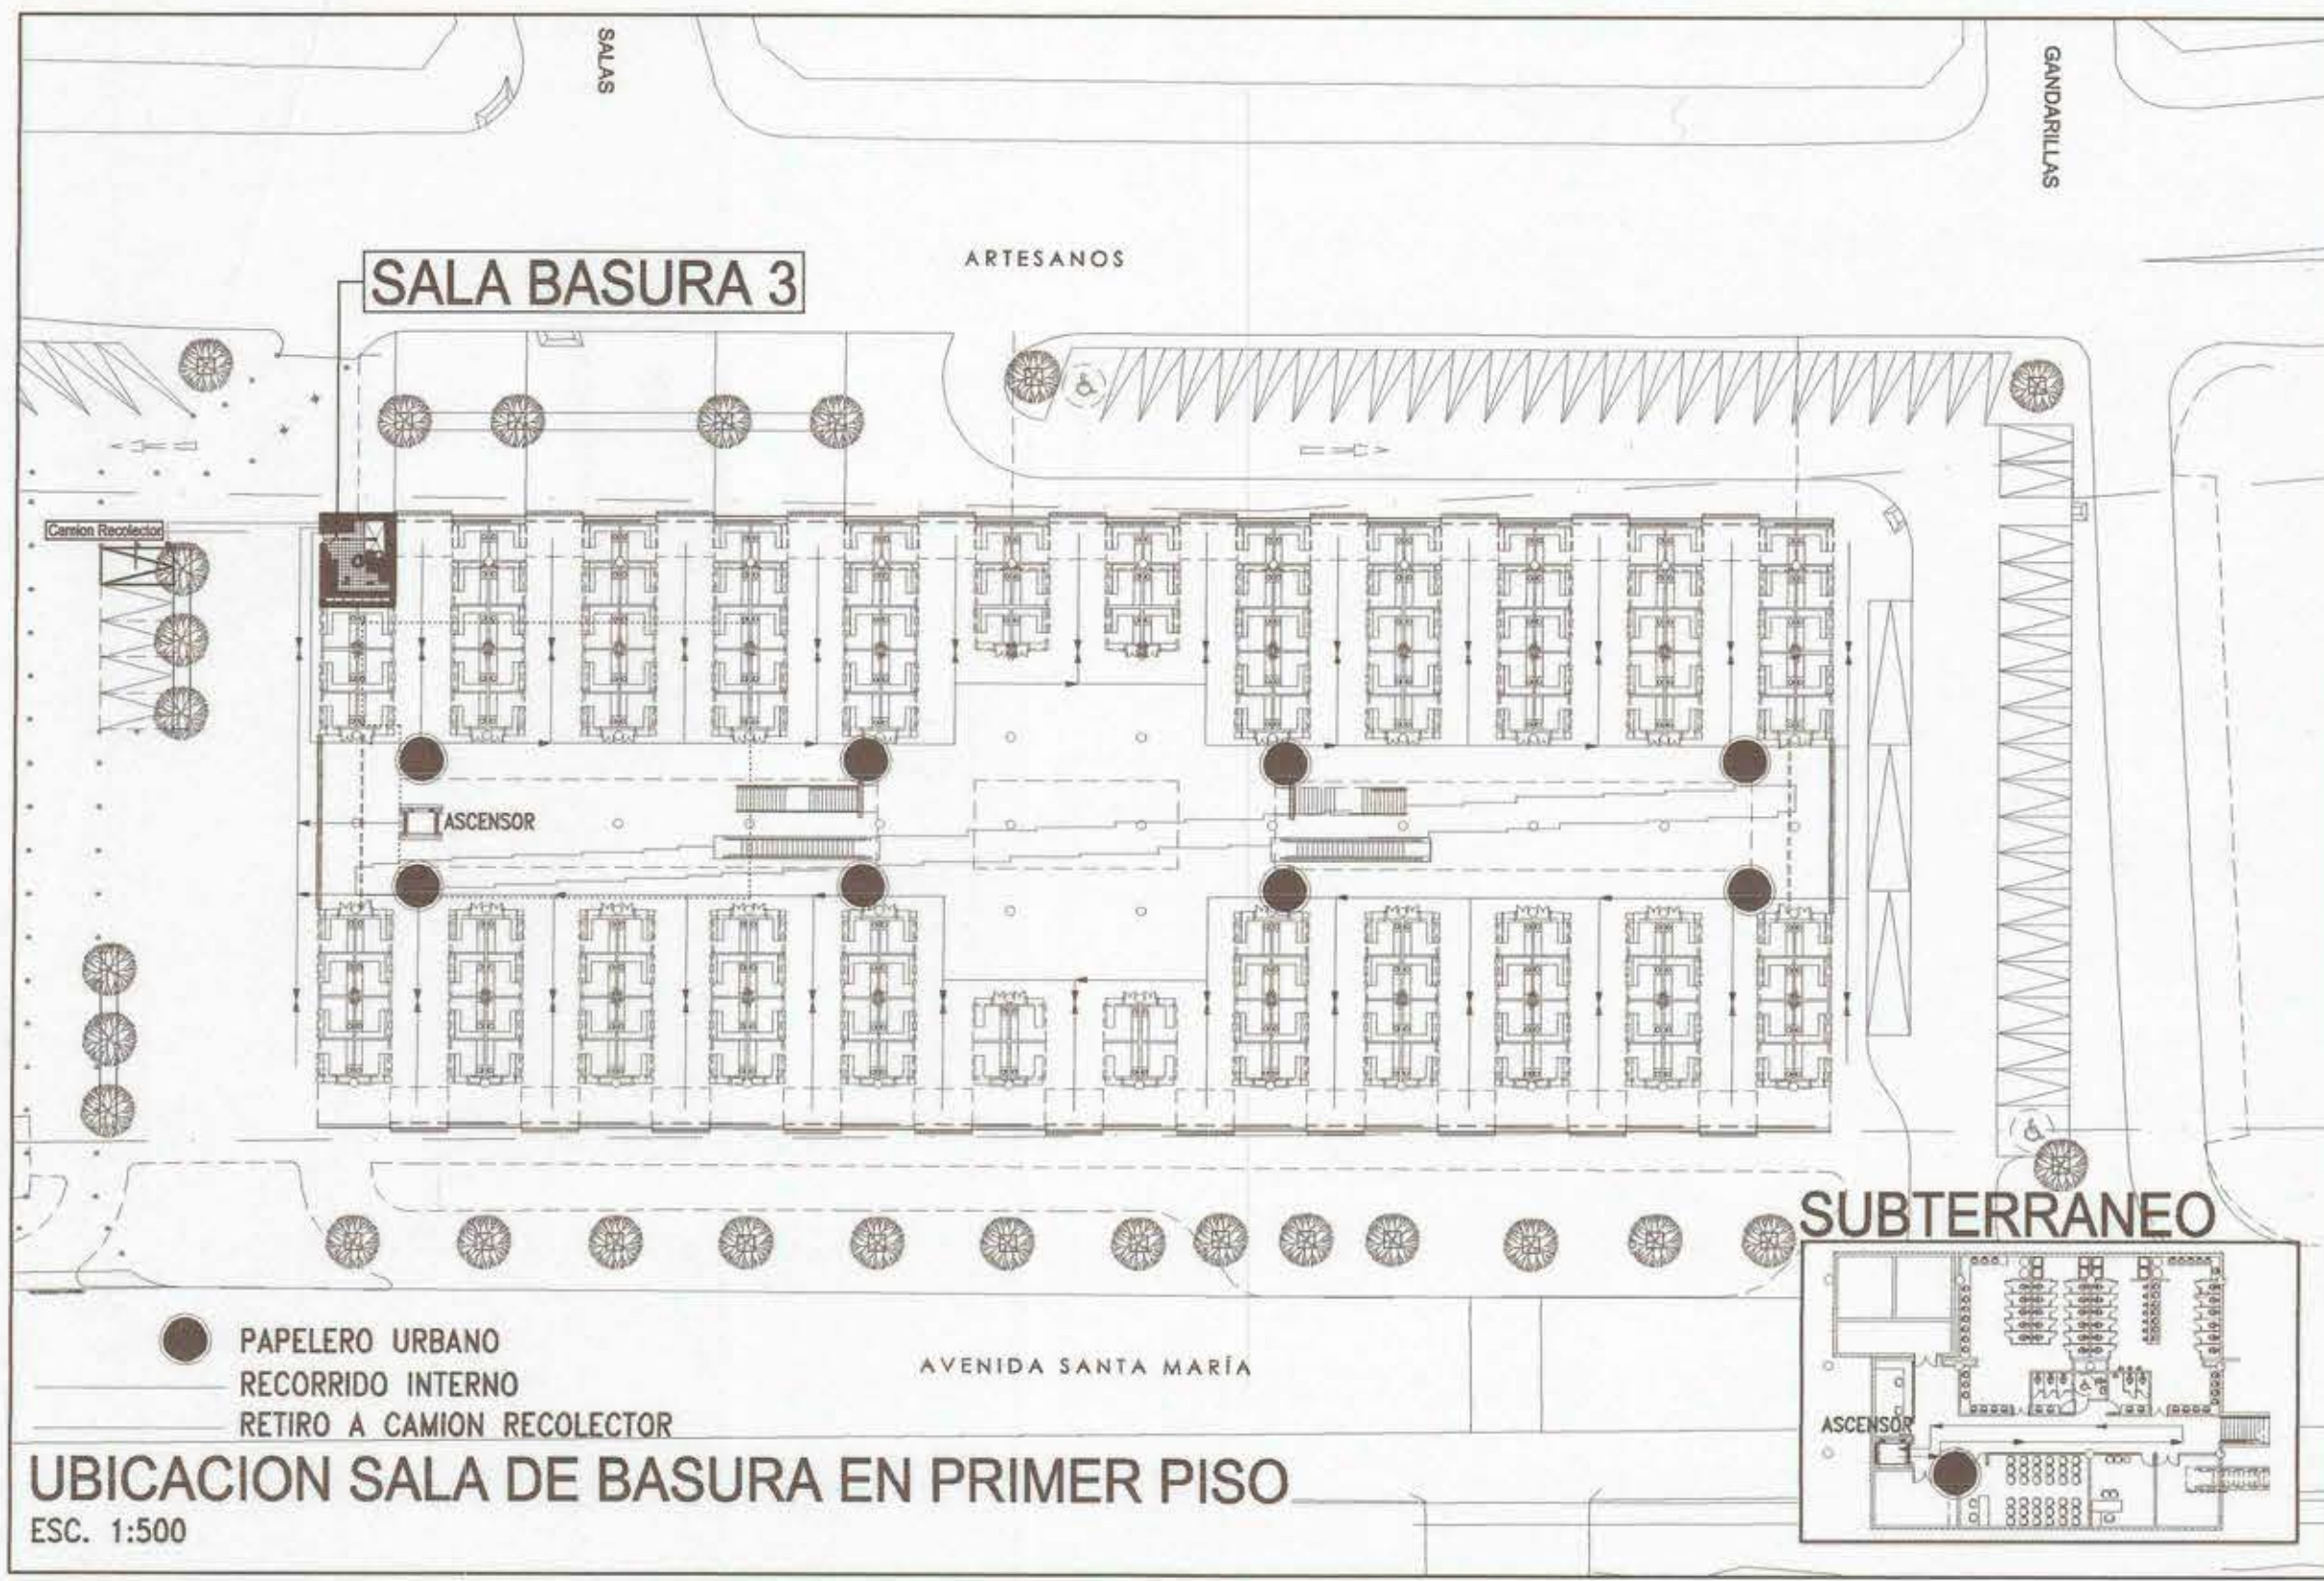 SALAS
GANDARILLAS
ARTESANOS
SALA BASURA 3
Camion Recolector
ASCENSOR
SUBTERRANEO
ASCENSOR
PAPELERO URBANO
RECORRIDO INTERNO
RETIRO A CAMION RECOLECTOR
AVENIDA SANTA MARÍA
UBICACION SALA DE BASURA EN PRIMER PISO
ESC. 1:500